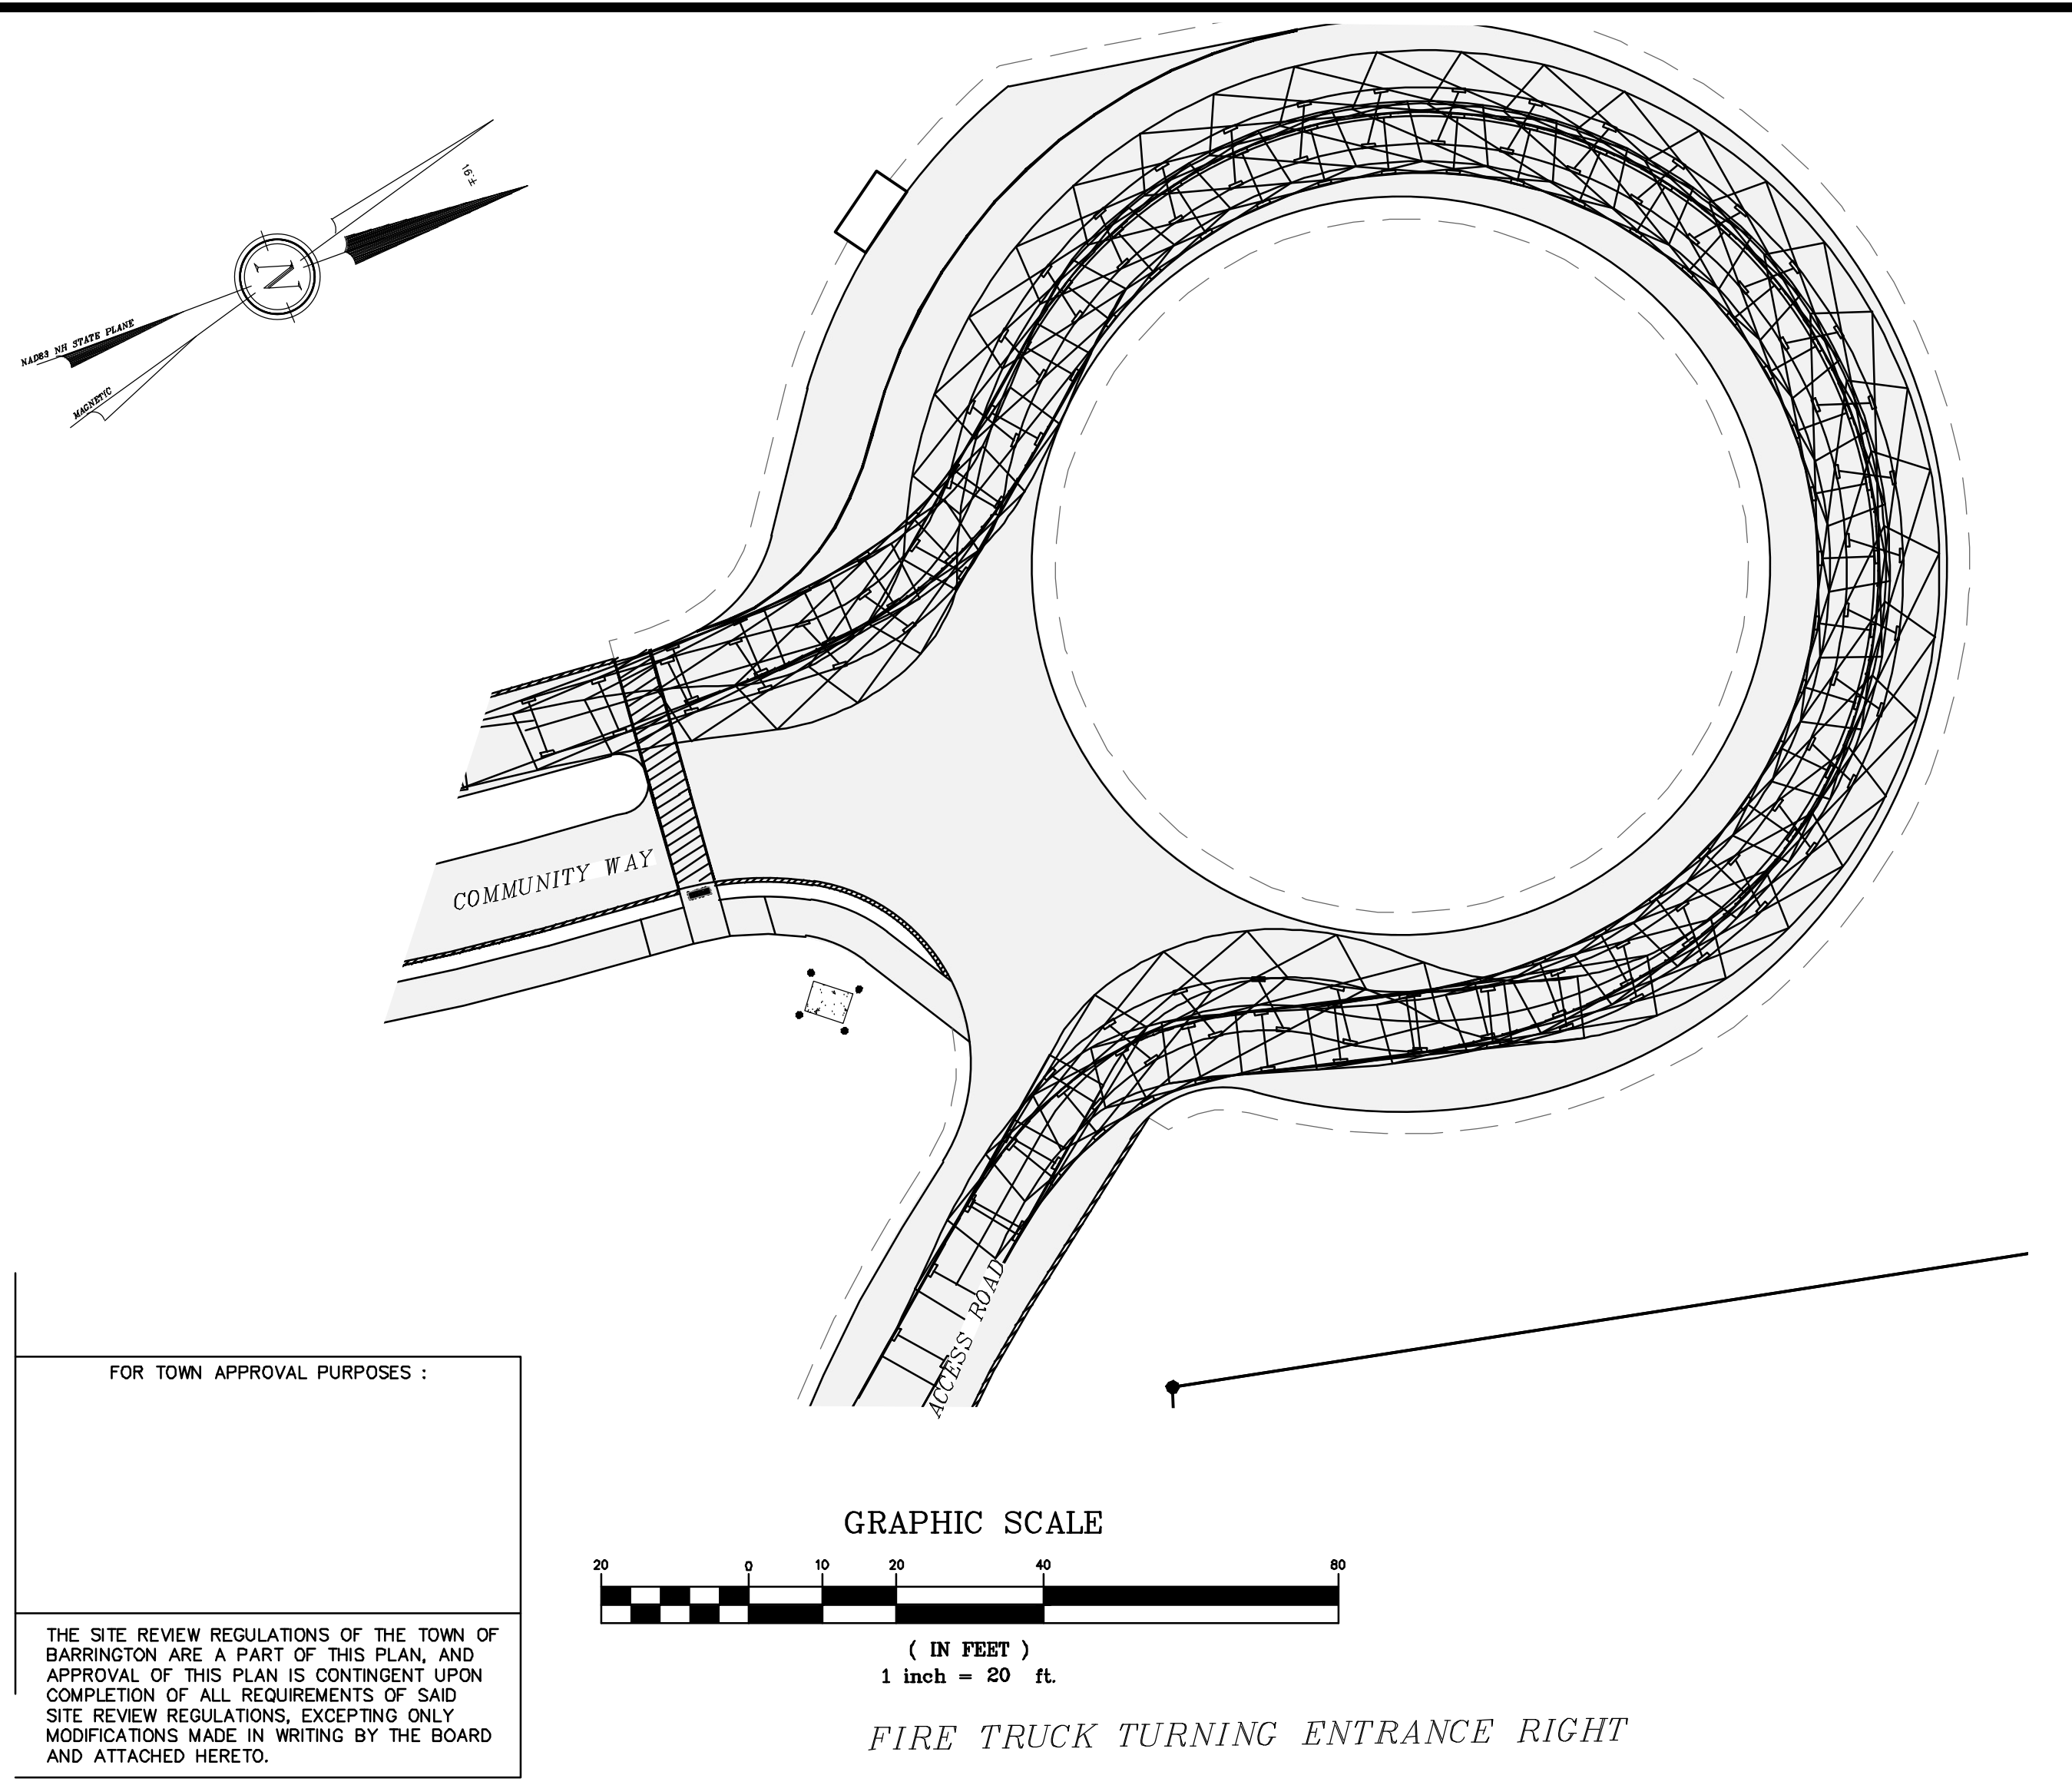 16°±
N
NAD83 NH STATE PLANE
MAGNETIC
COMMUNITY WAY
ACCESS ROAD
FOR TOWN APPROVAL PURPOSES :
THE SITE REVIEW REGULATIONS OF THE TOWN OF
BARRINGTON ARE A PART OF THIS PLAN, AND
APPROVAL OF THIS PLAN IS CONTINGENT UPON
COMPLETION OF ALL REQUIREMENTS OF SAID
SITE REVIEW REGULATIONS, EXCEPTING ONLY
MODIFICATIONS MADE IN WRITING BY THE BOARD
AND ATTACHED HERETO.
GRAPHIC SCALE
20 0 10 20 40 80
( IN FEET )
1 inch = 20 ft.
FIRE TRUCK TURNING ENTRANCE RIGHT